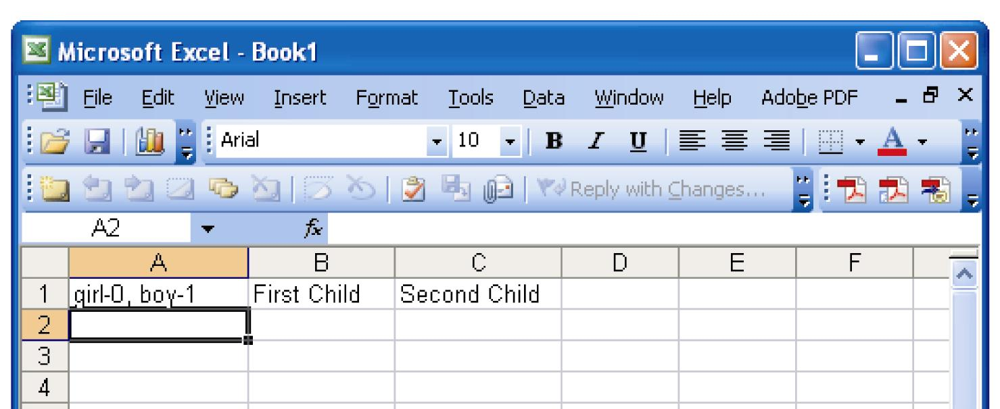 Microsoft Excel - Book1
File Edit View Insert Format Tools Data Window Help Adobe PDF
Arial 10 B I U A
Reply with Changes...
A2 fx
A B C D E F
1 girl-0, boy-1 First Child Second Child
2
3
4